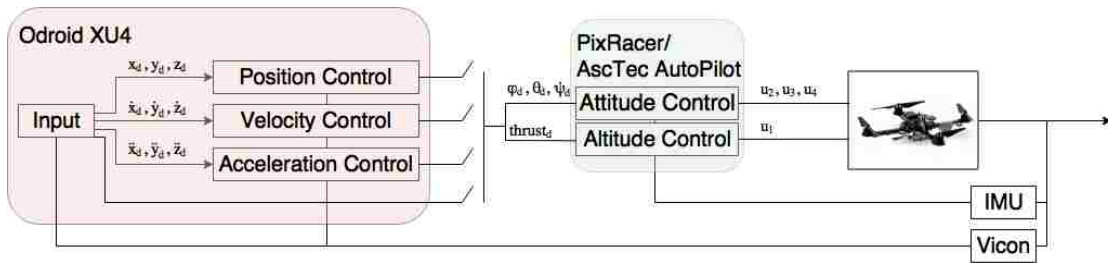 Odroid XU4
PixRacer/
AscTec AutoPilot
x_d, y_d, z_d
Position Control
φ_d, θ_d, ψ_d
Attitude Control
u_2, u_3, u_4
Input
ẋ_d, ẏ_d, ż_d
Velocity Control
thrust_d
Altitude Control
u_1
ẍ_d, ÿ_d, z̈_d
Acceleration Control
IMU
Vicon